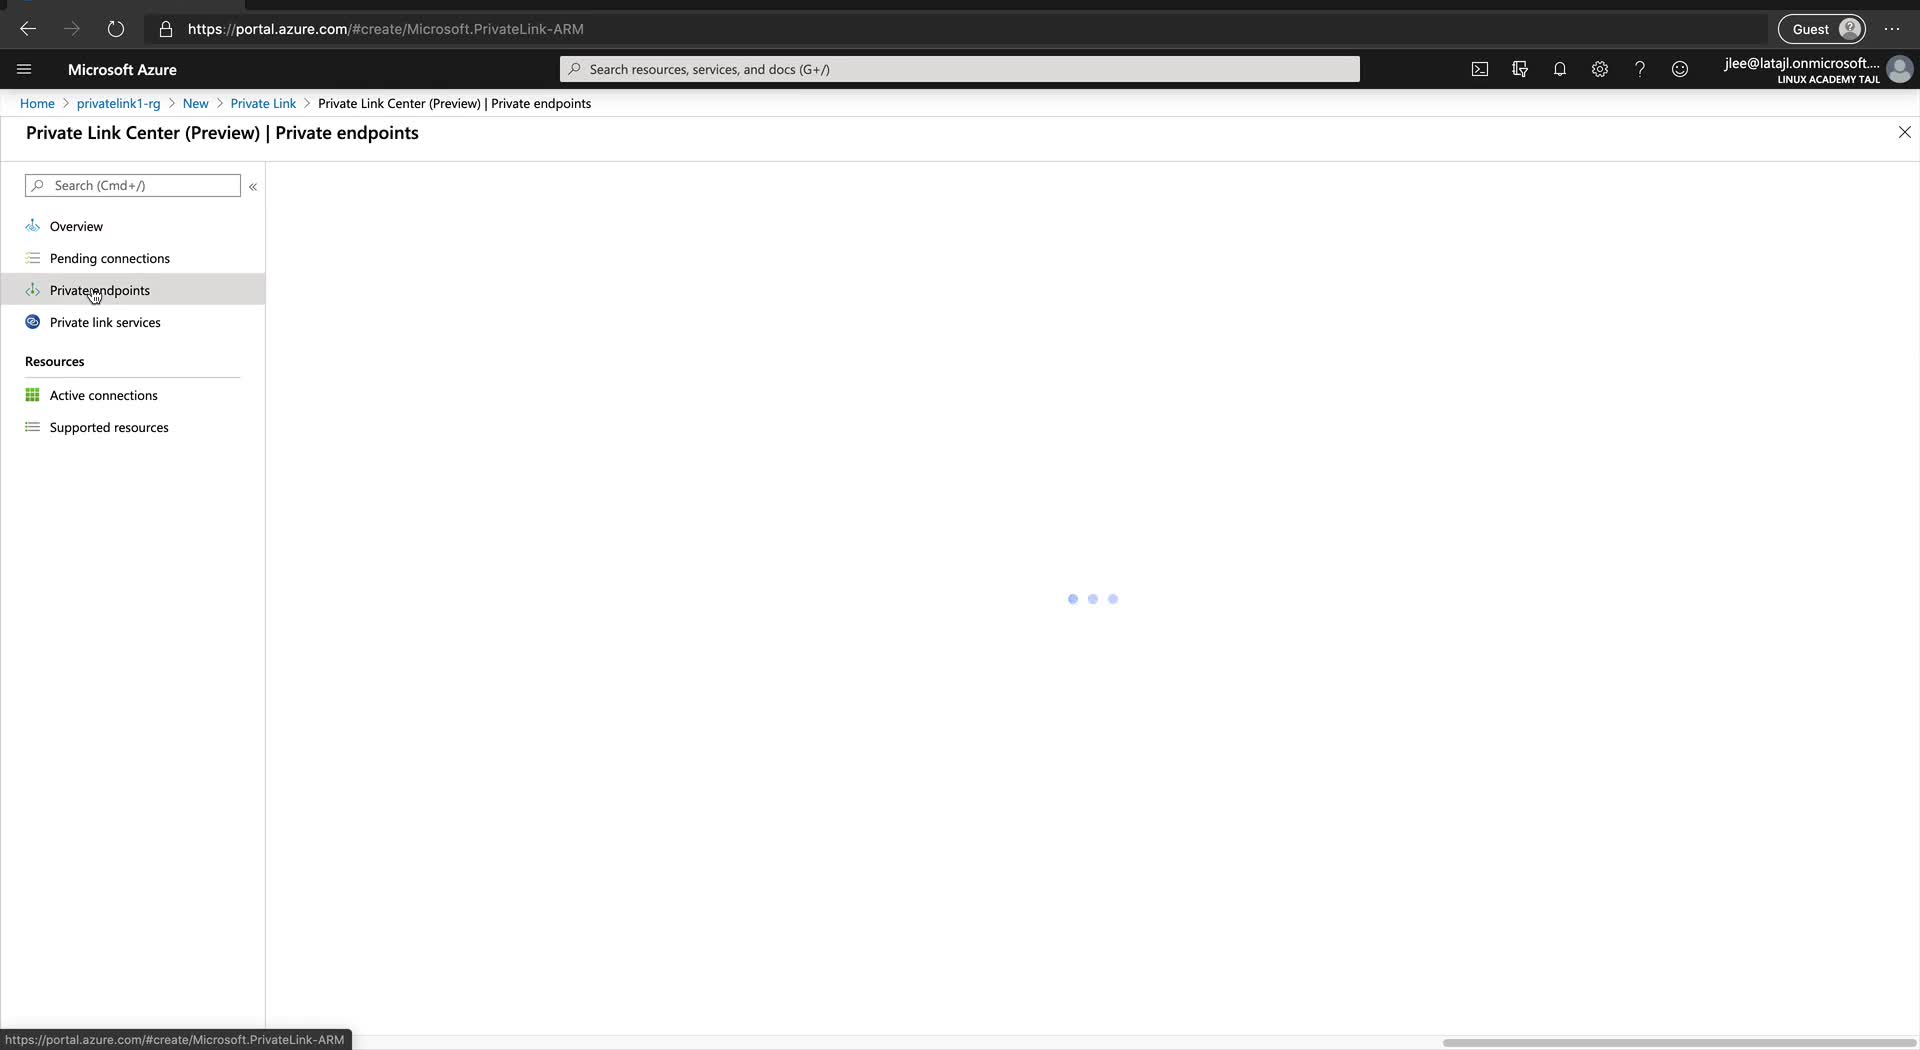 https://portal.azure.com/#create/Microsoft.PrivateLink-ARM
Guest
Microsoft Azure
Search resources, services, and docs (G+/)
jlee@latajl.onmicrosoft....
LINUX ACADEMY TAJL
Home > privatelink1-rg > New > Private Link > Private Link Center (Preview) | Private endpoints
Private Link Center (Preview) | Private endpoints
Search (Cmd+/)
«
Overview
Pending connections
Private endpoints
Private link services
Resources
Active connections
Supported resources
https://portal.azure.com/#create/Microsoft.PrivateLink-ARM